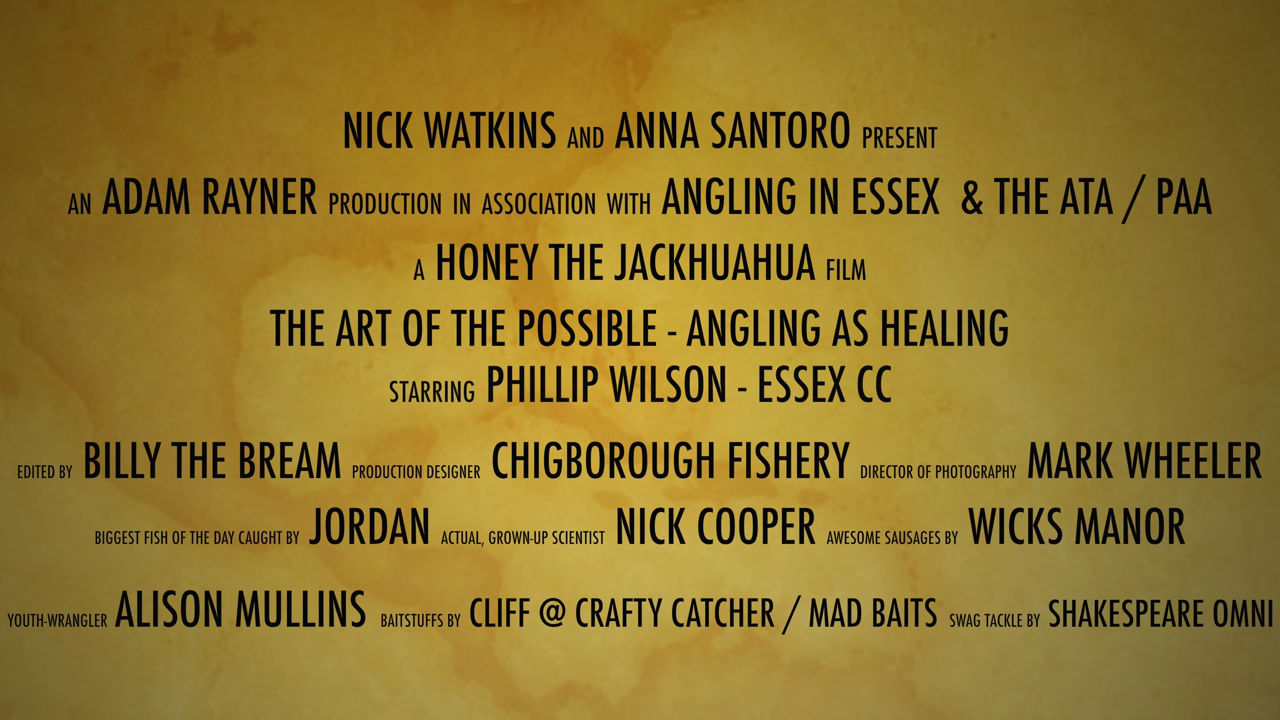 NICK WATKINS AND ANNA SANTORO PRESENT
AN ADAM RAYNER PRODUCTION IN ASSOCIATION WITH ANGLING IN ESSEX & THE ATA / PAA
A HONEY THE JACKHUAHUA FILM
THE ART OF THE POSSIBLE - ANGLING AS HEALING
STARRING PHILLIP WILSON - ESSEX CC
EDITED BY BILLY THE BREAM PRODUCTION DESIGNER CHIGBOROUGH FISHERY DIRECTOR OF PHOTOGRAPHY MARK WHEELER
BIGGEST FISH OF THE DAY CAUGHT BY JORDAN ACTUAL, GROWN-UP SCIENTIST NICK COOPER AWESOME SAUSAGES BY WICKS MANOR
YOUTH-WRANGLER ALISON MULLINS BAITSTUFFS BY CLIFF @ CRAFTY CATCHER / MAD BAITS SWAG TACKLE BY SHAKESPEARE OMNI